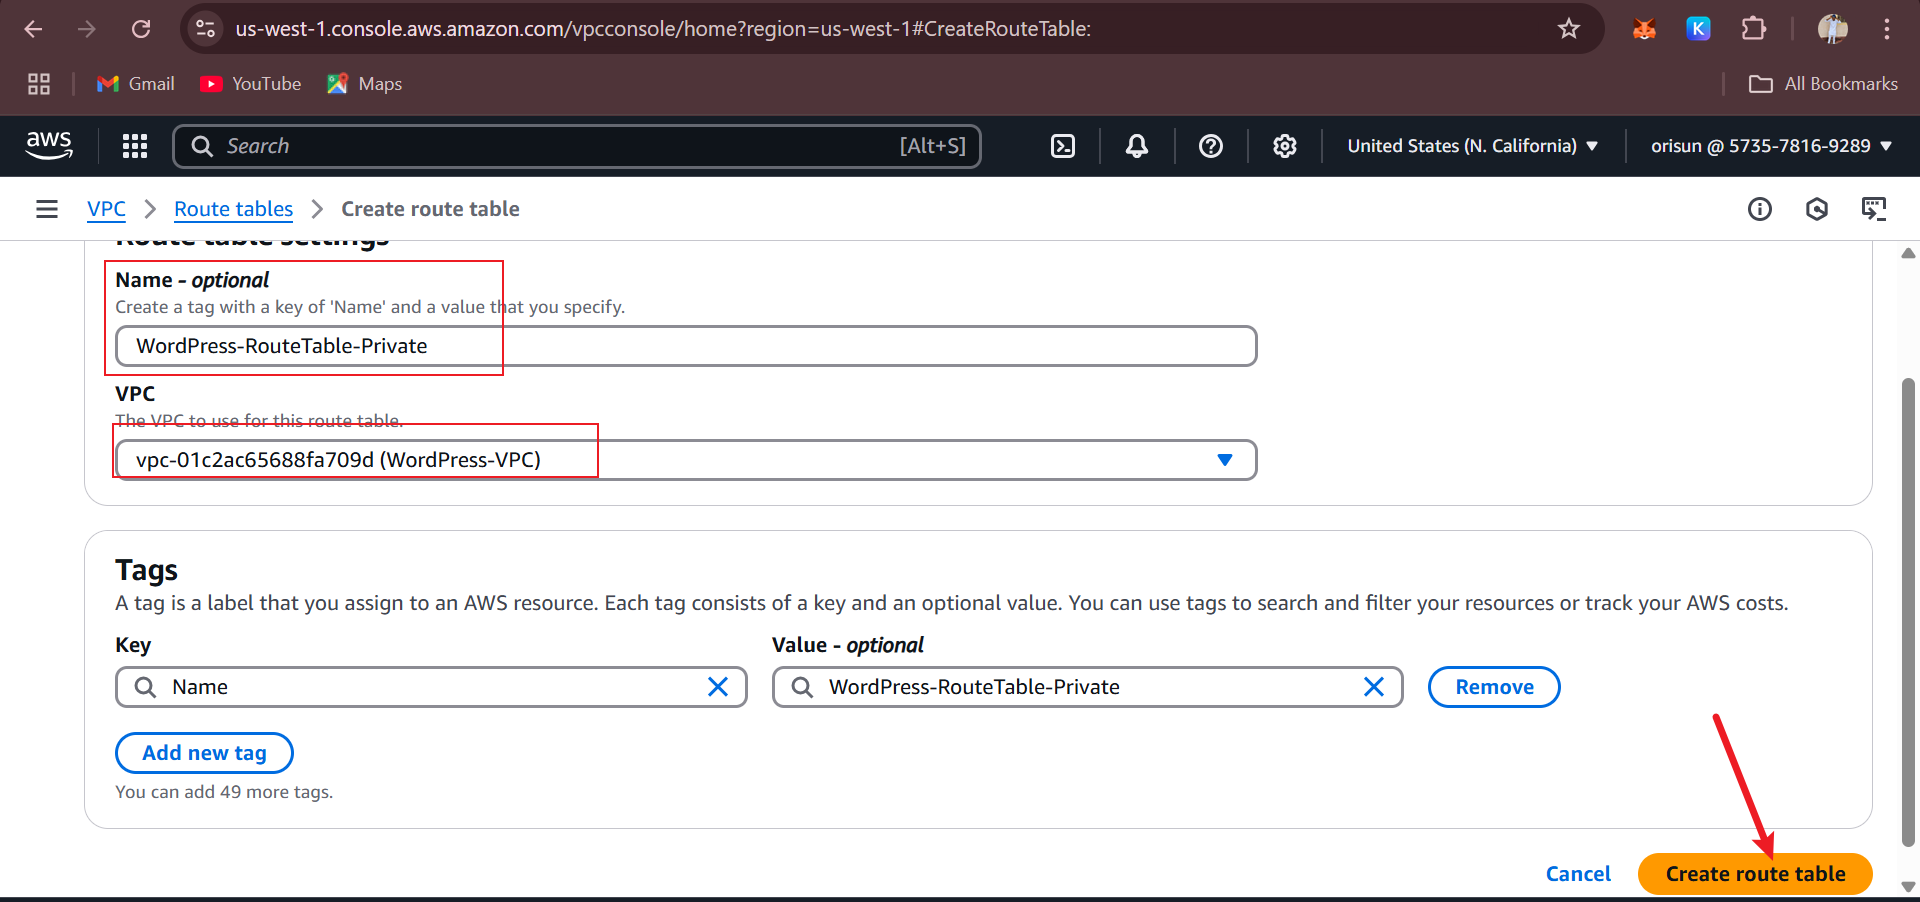 us-west-1.console.aws.amazon.com/vpcconsole/home?region=us-west-1#CreateRouteTable:
K
Gmail
YouTube
Maps
All Bookmarks
aws
Search
[Alt+S]
United States (N. California)
orisun @ 5735-7816-9289
VPC
Route tables
Create route table
Route table settings
Name - optional
Create a tag with a key of 'Name' and a value that you specify.
WordPress-RouteTable-Private
VPC
The VPC to use for this route table.
vpc-01c2ac65688fa709d (WordPress-VPC)
Tags
A tag is a label that you assign to an AWS resource. Each tag consists of a key and an optional value. You can use tags to search and filter your resources or track your AWS costs.
Key
Value - optional
Name
WordPress-RouteTable-Private
Remove
Add new tag
You can add 49 more tags.
Cancel
Create route table